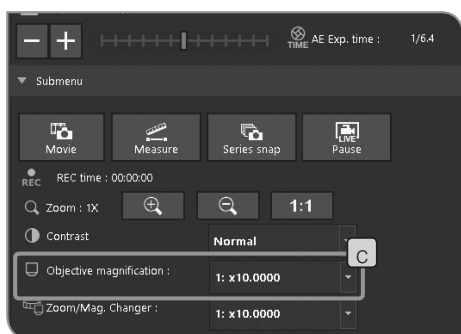 − + TIME AE Exp. time : 1/6.4
Submenu
Movie Measure Series snap LIVE Pause
REC REC time : 00:00:00
Zoom : 1X 1:1
Contrast Normal
C
Objective magnification : 1: x10.0000
Zoom/Mag. Changer : 1: x10.0000